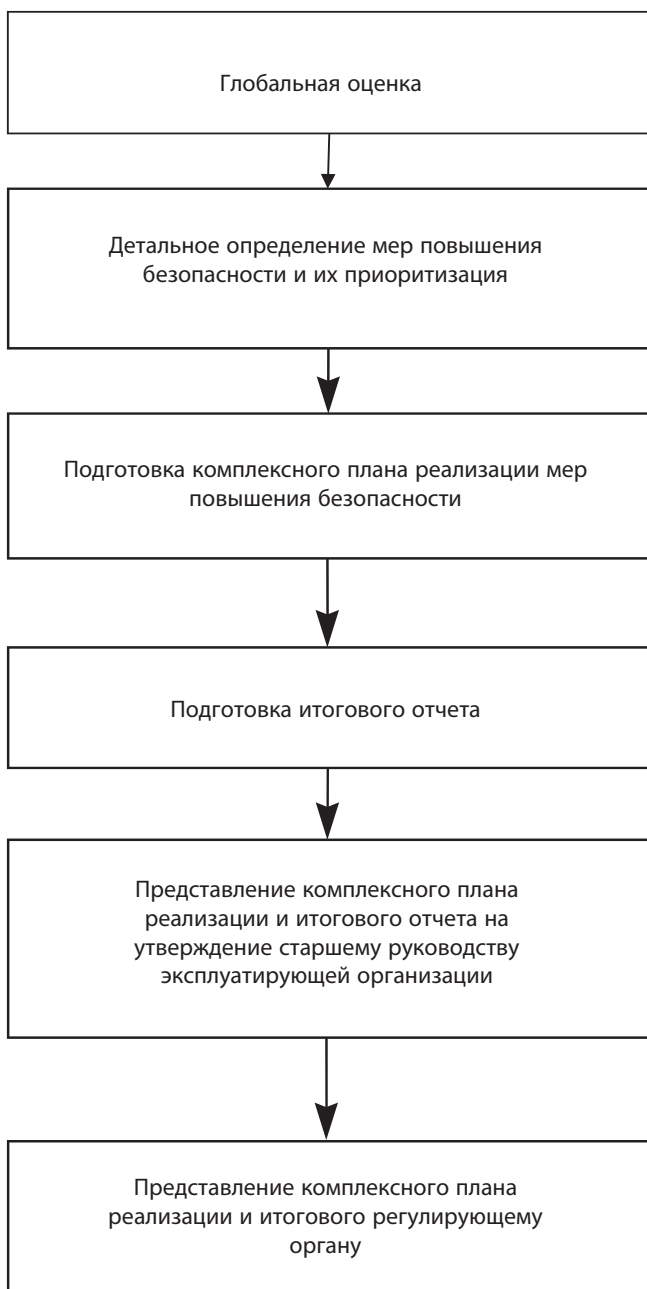 Глобальная оценка
Детальное определение мер повышения
безопасности и их приоритизация
Подготовка комплексного плана реализации мер
повышения безопасности
Подготовка итогового отчета
Представление комплексного плана
реализации и итогового отчета на
утверждение старшему руководству
эксплуатирующей организации
Представление комплексного плана
реализации и итогового регулирующему
органу